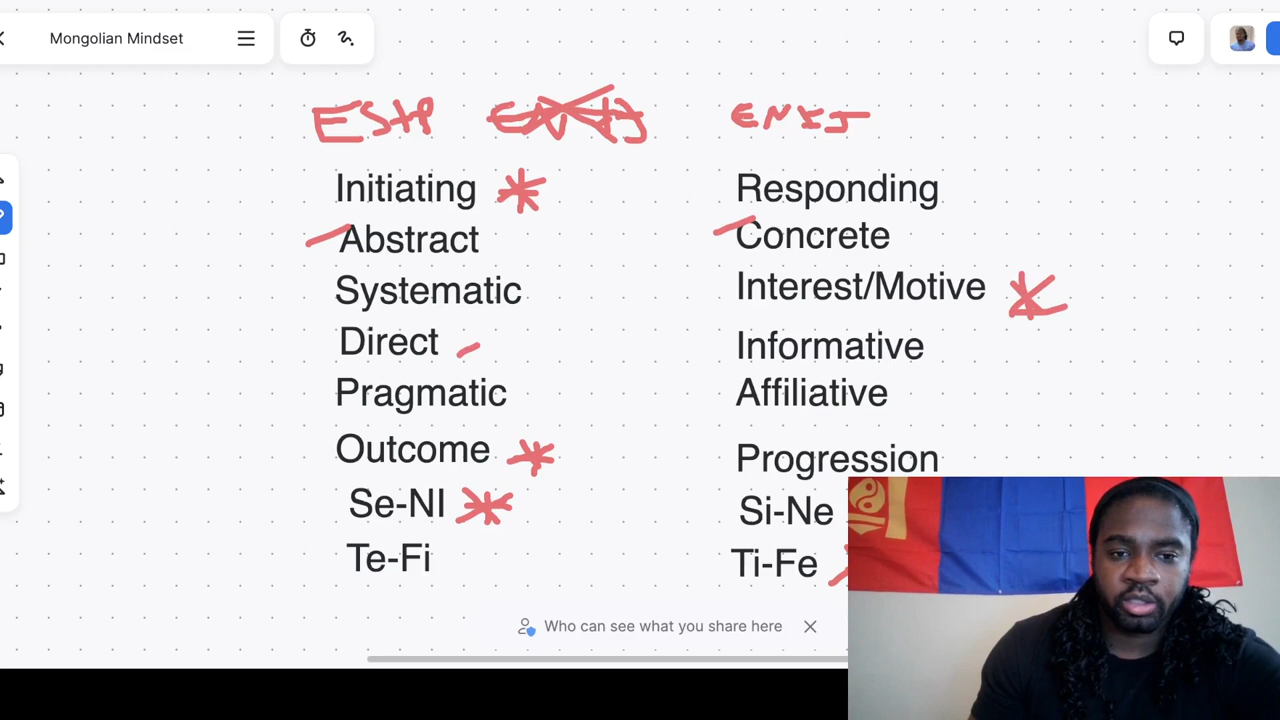 Mongolian Mindset
ESTP ENFJ
Initiating Responding
Abstract Concrete
Systematic Interest/Motive
Direct Informative
Pragmatic Affiliative
Outcome Progression
Se-NI Si-Ne
Te-Fi Ti-Fe
Who can see what you share here